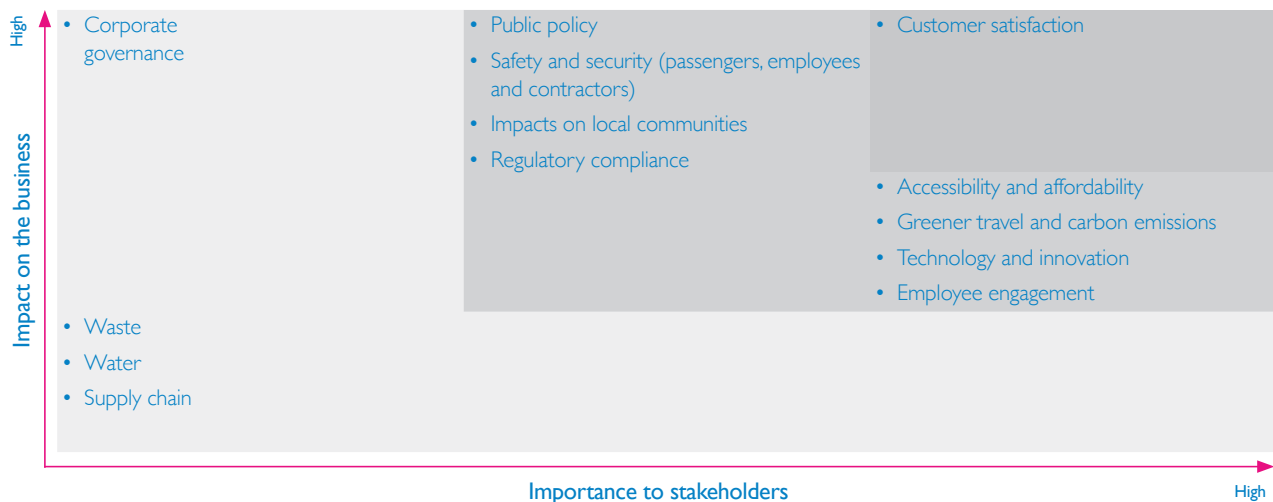 High
Impact on the business
• Corporate
governance
• Public policy
• Safety and security (passengers, employees
and contractors)
• Impacts on local communities
• Regulatory compliance
• Customer satisfaction
• Accessibility and affordability
• Greener travel and carbon emissions
• Technology and innovation
• Employee engagement
• Waste
• Water
• Supply chain
Importance to stakeholders
High